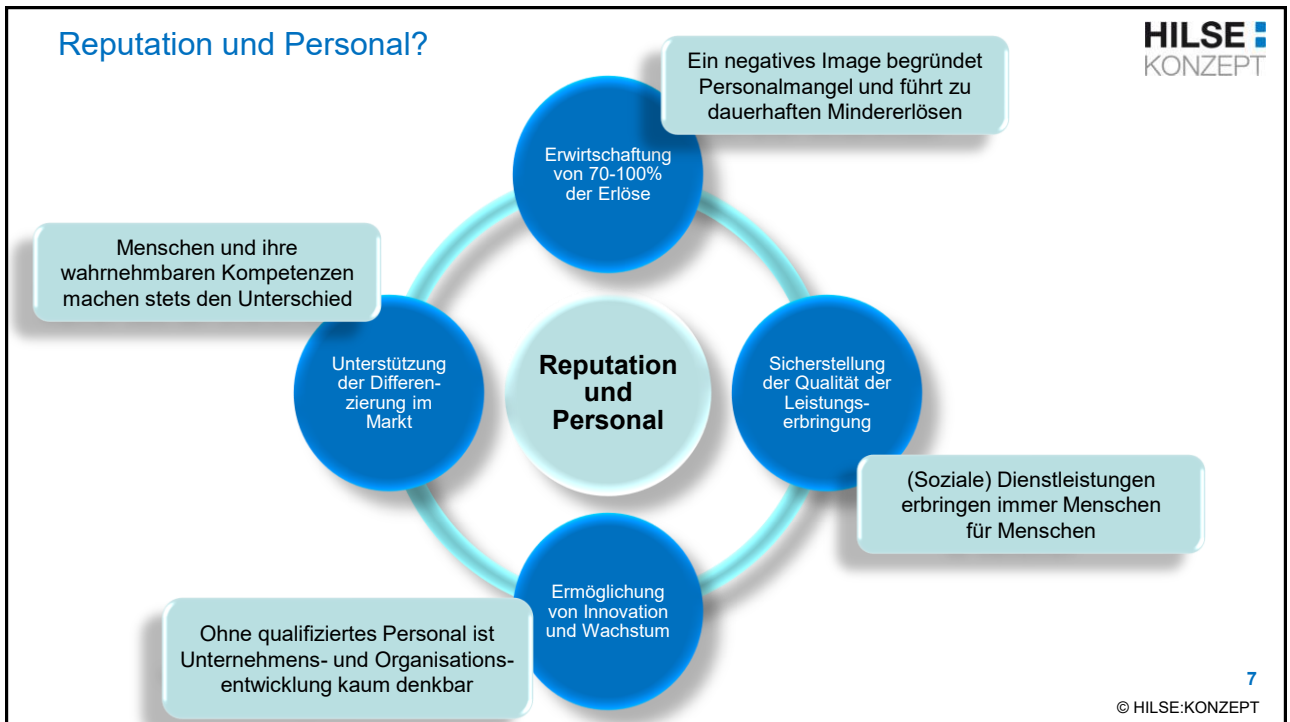 Reputation und Personal?
HILSE:
KONZEPT
Ein negatives Image begründet
Personalmangel und führt zu
dauerhaften Mindererlösen
Erwirtschaftung
von 70-100%
der Erlöse
Menschen und ihre
wahrnehmbaren Kompetenzen
machen stets den Unterschied
Unterstützung
der Differen-
zierung im
Markt
Reputation
und
Personal
Sicherstellung
der Qualität der
Leistungs-
erbringung
(Soziale) Dienstleistungen
erbringen immer Menschen
für Menschen
Ermöglichung
von Innovation
und Wachstum
Ohne qualifiziertes Personal ist
Unternehmens- und Organisations-
entwicklung kaum denkbar
7
© HILSE:KONZEPT